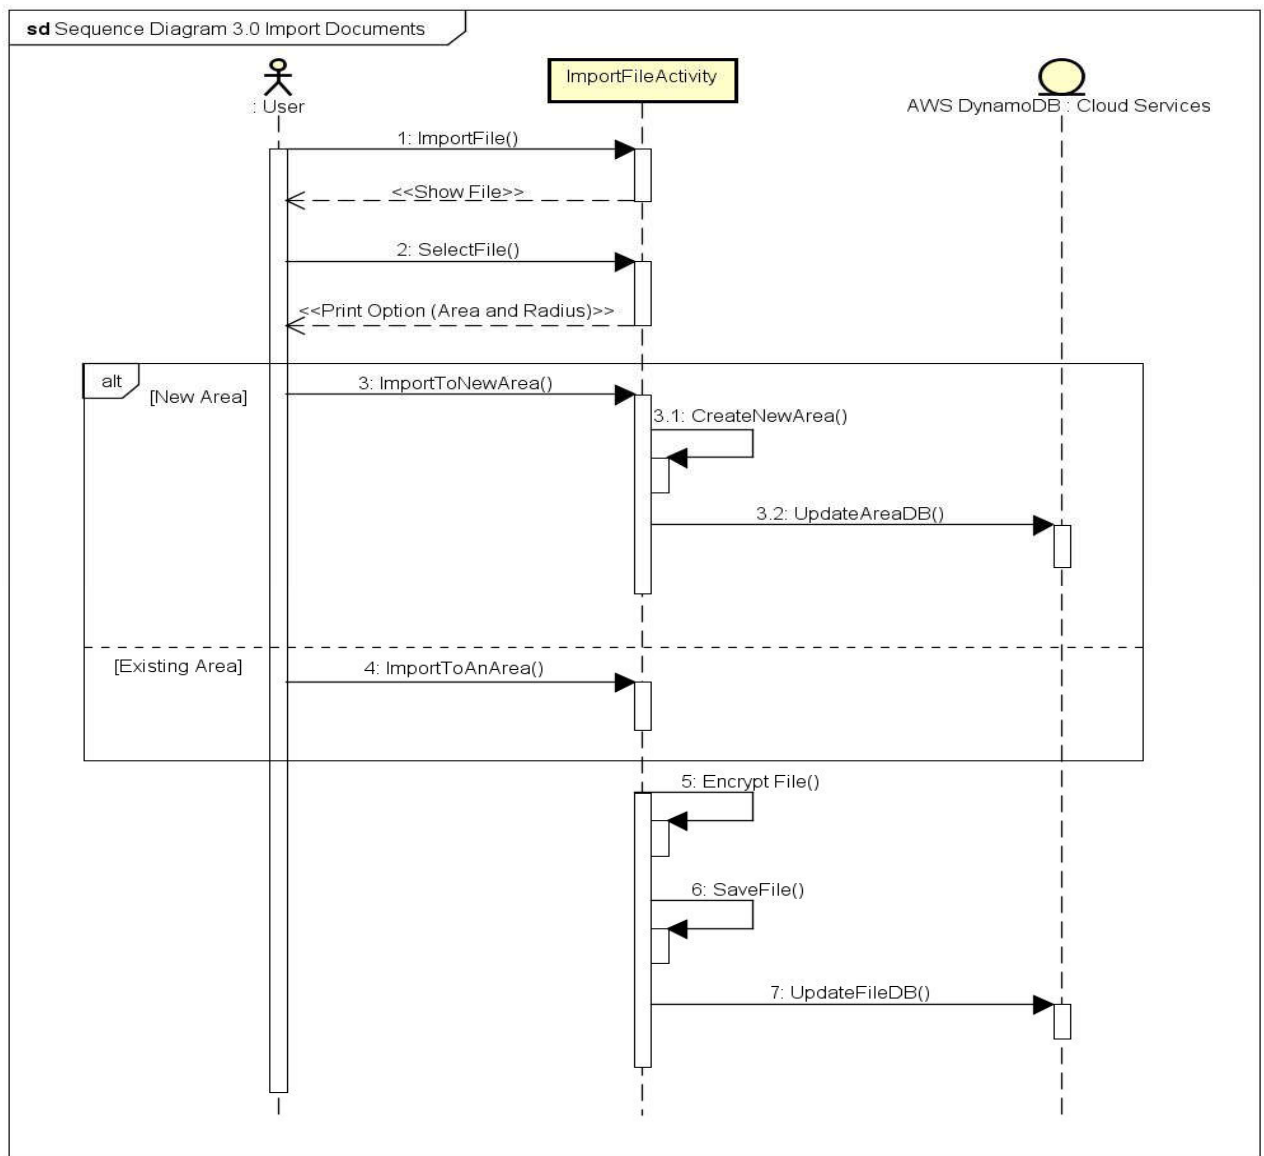 sd Sequence Diagram 3.0 Import Documents
: User
ImportFileActivity
AWS DynamoDB : Cloud Services
1: ImportFile()
<<Show File>>
2: SelectFile()
<<Print Option (Area and Radius)>>
alt
[New Area]
3: ImportToNewArea()
3.1: CreateNewArea()
3.2: UpdateAreaDB()
[Existing Area]
4: ImportToAnArea()
5: Encrypt File()
6: SaveFile()
7: UpdateFileDB()